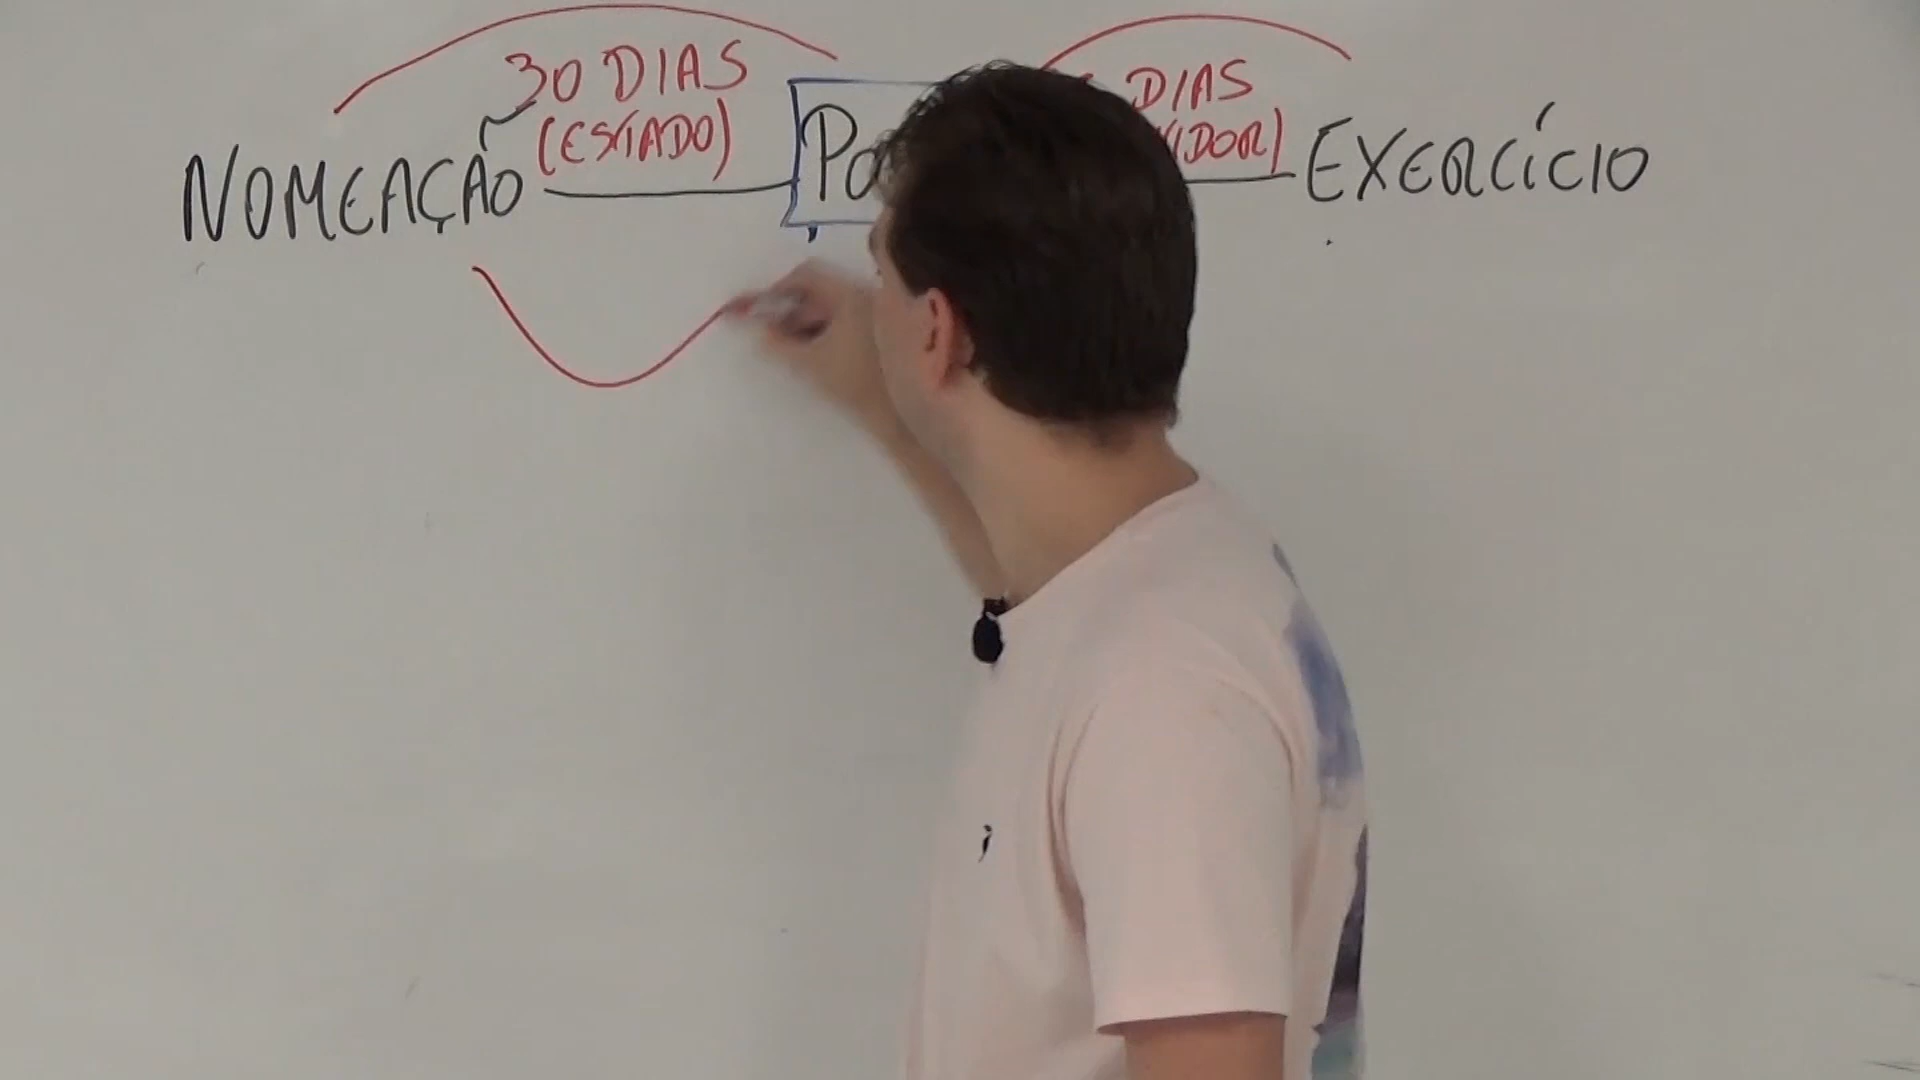 30 DIAS
(ESTADO)
DIAS
NOMEAÇÃO
EXERCÍCIO